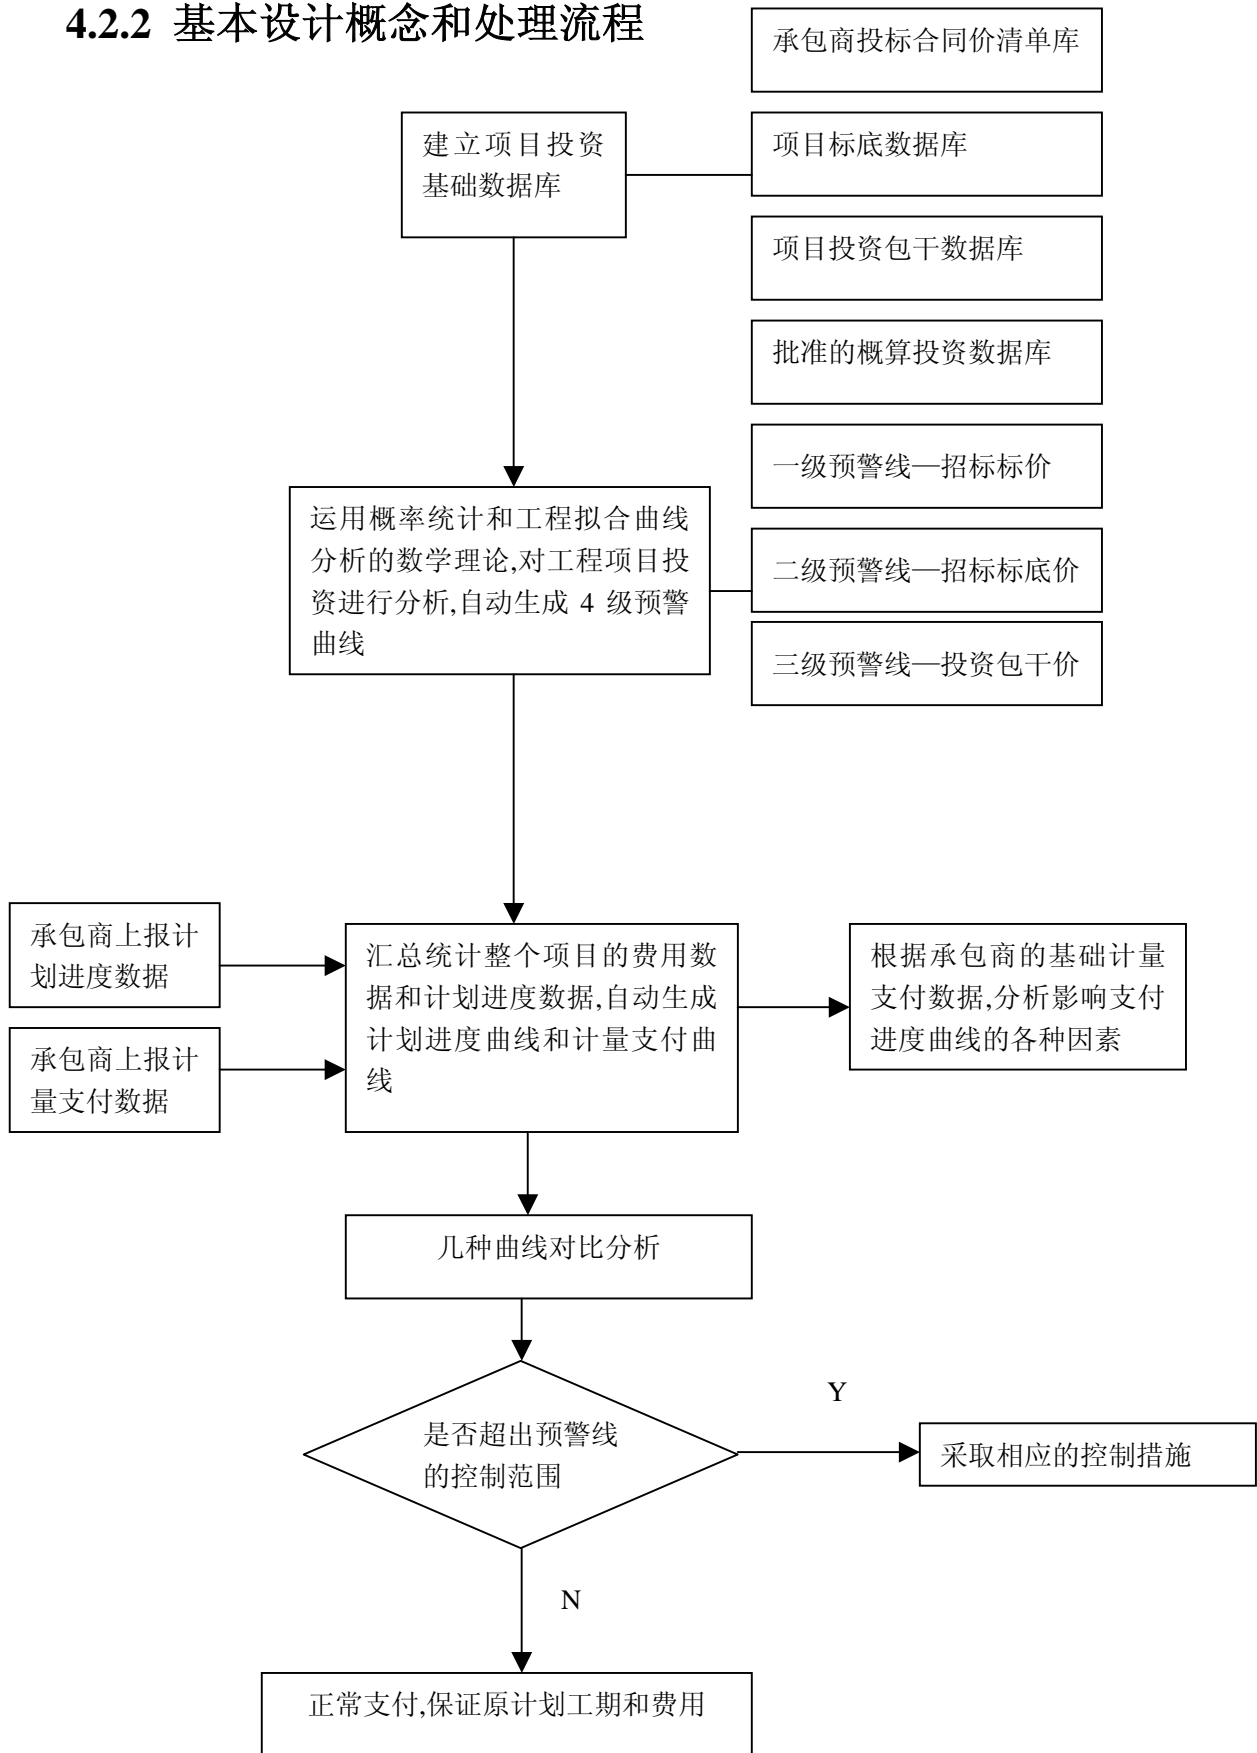 4.2.2 基本设计概念和处理流程
承包商投标合同价清单库
建立项目投资
基础数据库
项目标底数据库
项目投资包干数据库
批准的概算投资数据库
一级预警线—招标标价
运用概率统计和工程拟合曲线
分析的数学理论,对工程项目投
资进行分析,自动生成 4 级预警
曲线
二级预警线—招标标底价
三级预警线—投资包干价
承包商上报计
划进度数据
承包商上报计
量支付数据
汇总统计整个项目的费用数
据和计划进度数据,自动生成
计划进度曲线和计量支付曲
线
根据承包商的基础计量
支付数据,分析影响支付
进度曲线的各种因素
几种曲线对比分析
是否超出预警线
的控制范围
Y
采取相应的控制措施
N
正常支付,保证原计划工期和费用